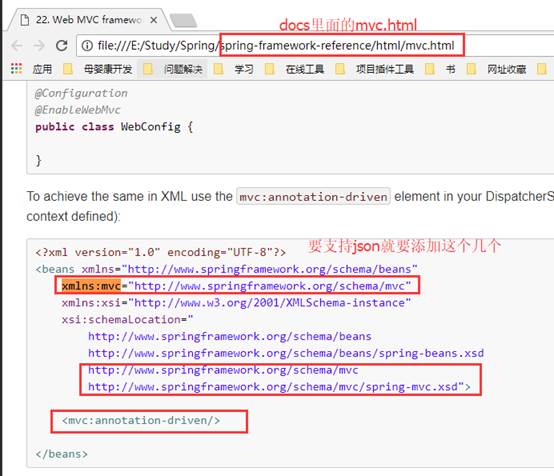 docs里面的mvc.html
22. Web MVC framewor
file:///E:/Study/Spring/spring-framework-reference/html/mvc.html
应用 母婴康开发 问题解决 学习 在线工具 项目插件工具 书 网址收藏
@Configuration
@EnableWebMvc
public class WebConfig {
}
To achieve the same in XML use the mvc:annotation-driven element in your DispatcherS
context defined):
要支持json就要添加这个几个
<?xml version="1.0" encoding="UTF-8"?>
<beans xmlns="http://www.springframework.org/schema/beans"
xmlns:mvc="http://www.springframework.org/schema/mvc"
xmlns:xsi="http://www.w3.org/2001/XMLSchema-instance"
xsi:schemaLocation="
http://www.springframework.org/schema/beans
http://www.springframework.org/schema/beans/spring-beans.xsd
http://www.springframework.org/schema/mvc
http://www.springframework.org/schema/mvc/spring-mvc.xsd">
<mvc:annotation-driven/>
</beans>